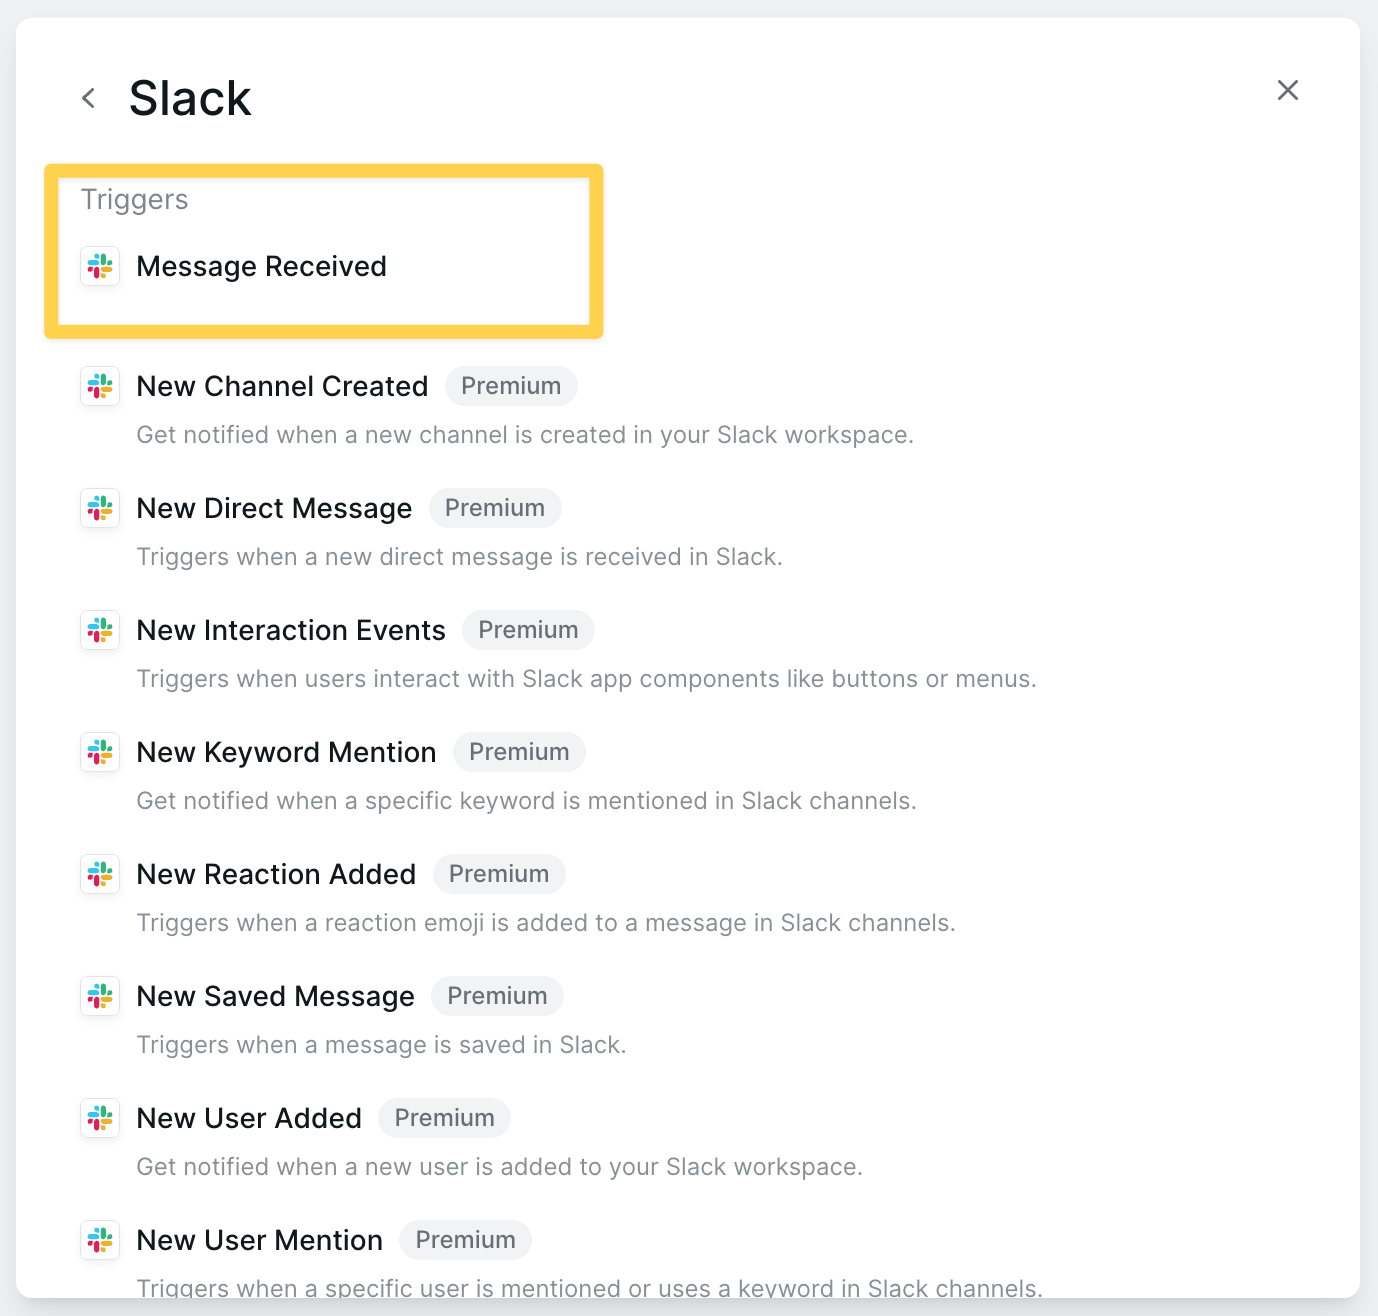 Slack
Triggers
Message Received
New Channel Created Premium
Get notified when a new channel is created in your Slack workspace.
New Direct Message Premium
Triggers when a new direct message is received in Slack.
New Interaction Events Premium
Triggers when users interact with Slack app components like buttons or menus.
New Keyword Mention Premium
Get notified when a specific keyword is mentioned in Slack channels.
New Reaction Added Premium
Triggers when a reaction emoji is added to a message in Slack channels.
New Saved Message Premium
Triggers when a message is saved in Slack.
New User Added Premium
Get notified when a new user is added to your Slack workspace.
New User Mention Premium
Triggers when a specific user is mentioned or uses a keyword in Slack channels.